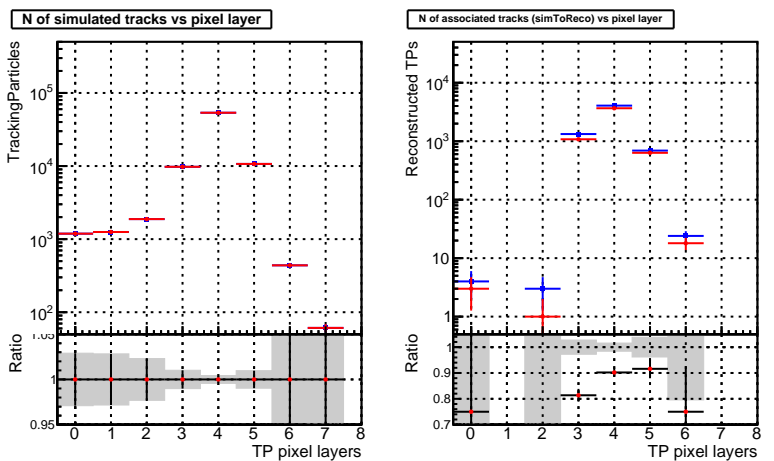 N of simulated tracks vs pixel layer
TrackingParticles
10^5
10^4
10^3
10^2
Ratio
1.05
1
0.95
0 1 2 3 4 5 6 7 8
TP pixel layers
N of associated tracks (simToReco) vs pixel layer
Reconstructed TPs
10^4
10^3
10^2
10
1
Ratio
1
0.9
0.8
0.7
0 1 2 3 4 5 6 7 8
TP pixel layers